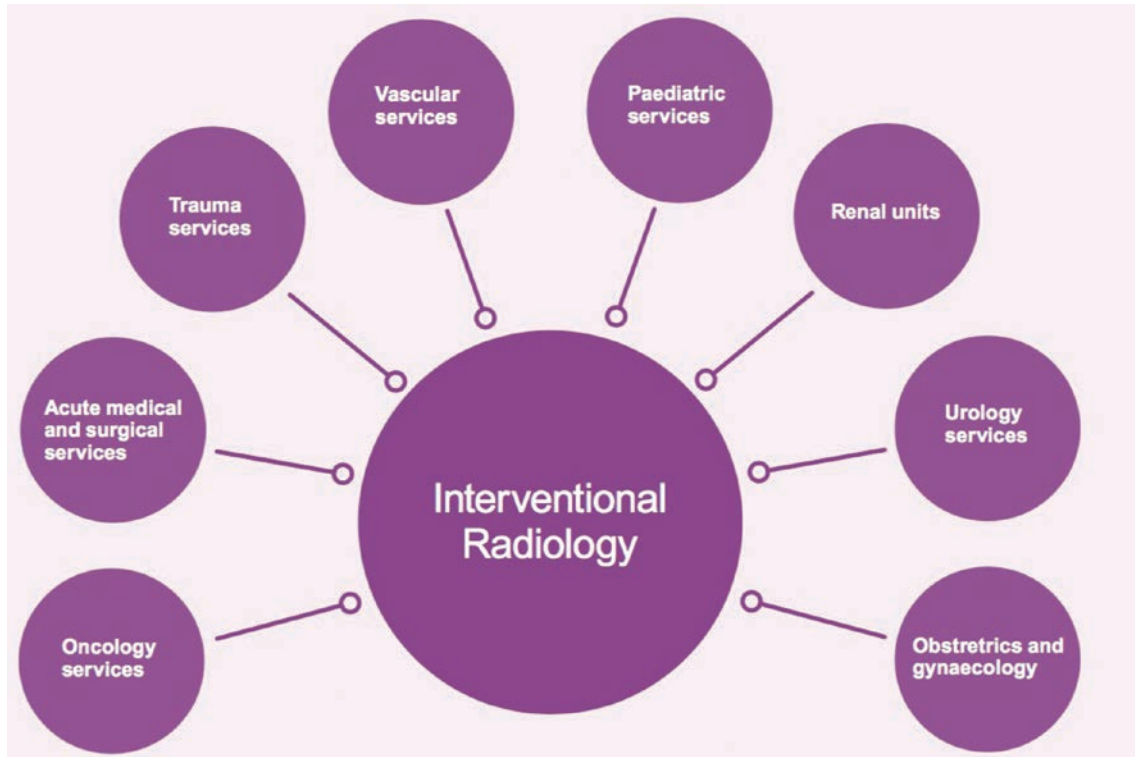 Vascular
services
Paediatric
services
Trauma
services
Renal units
Acute medical
and surgical
services
Urology
services
Interventional
Radiology
Oncology
services
Obstretrics and
gynaecology